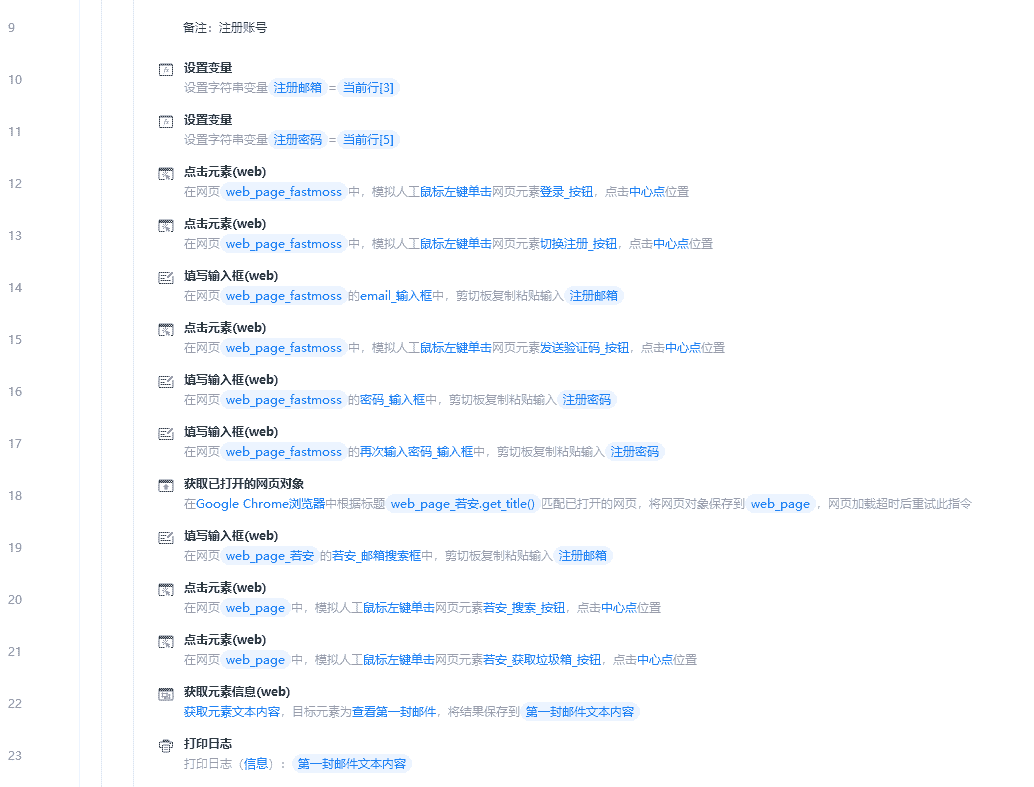 9
备注：注册账号
10
设置变量
设置字符串变量 注册邮箱 = 当前行[3]
11
设置变量
设置字符串变量 注册密码 = 当前行[5]
12
点击元素(web)
在网页 web_page_fastmoss 中，模拟人工鼠标左键单击网页元素登录_按钮，点击中心点位置
13
点击元素(web)
在网页 web_page_fastmoss 中，模拟人工鼠标左键单击网页元素切换注册_按钮，点击中心点位置
14
填写输入框(web)
在网页 web_page_fastmoss 的email_输入框中，剪切板复制粘贴输入 注册邮箱
15
点击元素(web)
在网页 web_page_fastmoss 中，模拟人工鼠标左键单击网页元素发送验证码_按钮，点击中心点位置
16
填写输入框(web)
在网页 web_page_fastmoss 的密码_输入框中，剪切板复制粘贴输入 注册密码
17
填写输入框(web)
在网页 web_page_fastmoss 的再次输入密码_输入框中，剪切板复制粘贴输入 注册密码
18
获取已打开的网页对象
在Google Chrome浏览器中根据标题 web_page_若安.get_title() 匹配已打开的网页，将网页对象保存到 web_page ，网页加载超时后重试此指令
19
填写输入框(web)
在网页 web_page_若安 的若安_邮箱搜索框中，剪切板复制粘贴输入 注册邮箱
20
点击元素(web)
在网页 web_page 中，模拟人工鼠标左键单击网页元素若安_搜索_按钮，点击中心点位置
21
点击元素(web)
在网页 web_page 中，模拟人工鼠标左键单击网页元素若安_获取垃圾箱_按钮，点击中心点位置
22
获取元素信息(web)
获取元素文本内容，目标元素为查看第一封邮件，将结果保存到 第一封邮件文本内容
23
打印日志
打印日志（信息）： 第一封邮件文本内容